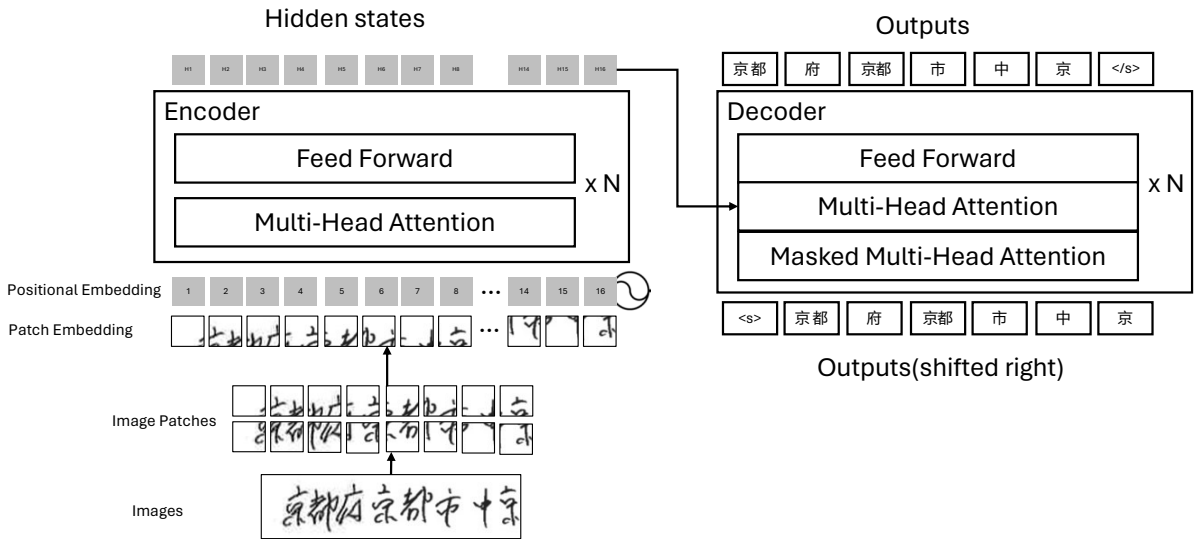 Hidden states
Outputs
H1 H2 H3 H4 H5 H6 H7 H8 H14 H15 H16
京都 府 京都 市 中 京 </s>
Encoder
Feed Forward
Multi-Head Attention
x N
Decoder
Feed Forward
Multi-Head Attention
Masked Multi-Head Attention
x N
Positional Embedding 1 2 3 4 5 6 7 8 ... 14 15 16
Patch Embedding ...
<s> 京都 府 京都 市 中 京
Outputs(shifted right)
Image Patches
Images 京都府京都市中京